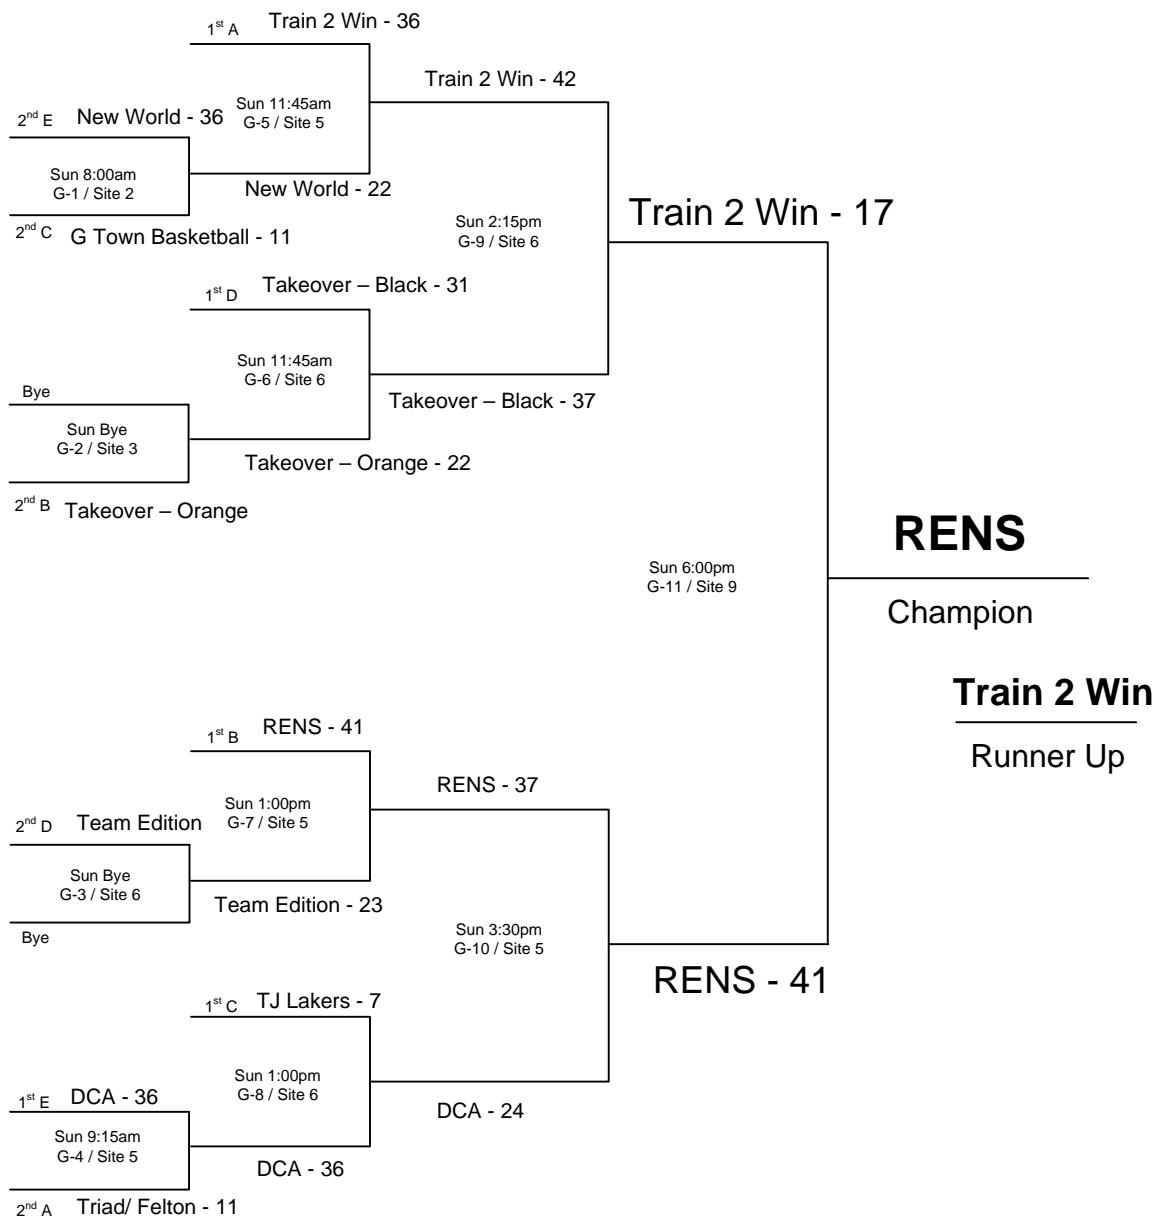 1st A Train 2 Win - 36
Train 2 Win - 42
Sun 11:45am
G-5 / Site 5
2nd E New World - 36
Sun 8:00am
G-1 / Site 2
New World - 22
2nd C G Town Basketball - 11
Sun 2:15pm
G-9 / Site 6
Train 2 Win - 17
1st D Takeover – Black - 31
Sun 11:45am
G-6 / Site 6
Bye
Takeover – Black - 37
Sun Bye
G-2 / Site 3
Takeover – Orange - 22
2nd B Takeover – Orange
RENS
Sun 6:00pm
G-11 / Site 9
Champion
Train 2 Win
Runner Up
1st B RENS - 41
RENS - 37
Sun 1:00pm
G-7 / Site 5
2nd D Team Edition
Sun Bye
G-3 / Site 6
Team Edition - 23
Bye
Sun 3:30pm
G-10 / Site 5
RENS - 41
1st C TJ Lakers - 7
Sun 1:00pm
G-8 / Site 6
1st E DCA - 36
DCA - 24
Sun 9:15am
G-4 / Site 5
DCA - 36
2nd A Triad/ Felton - 11